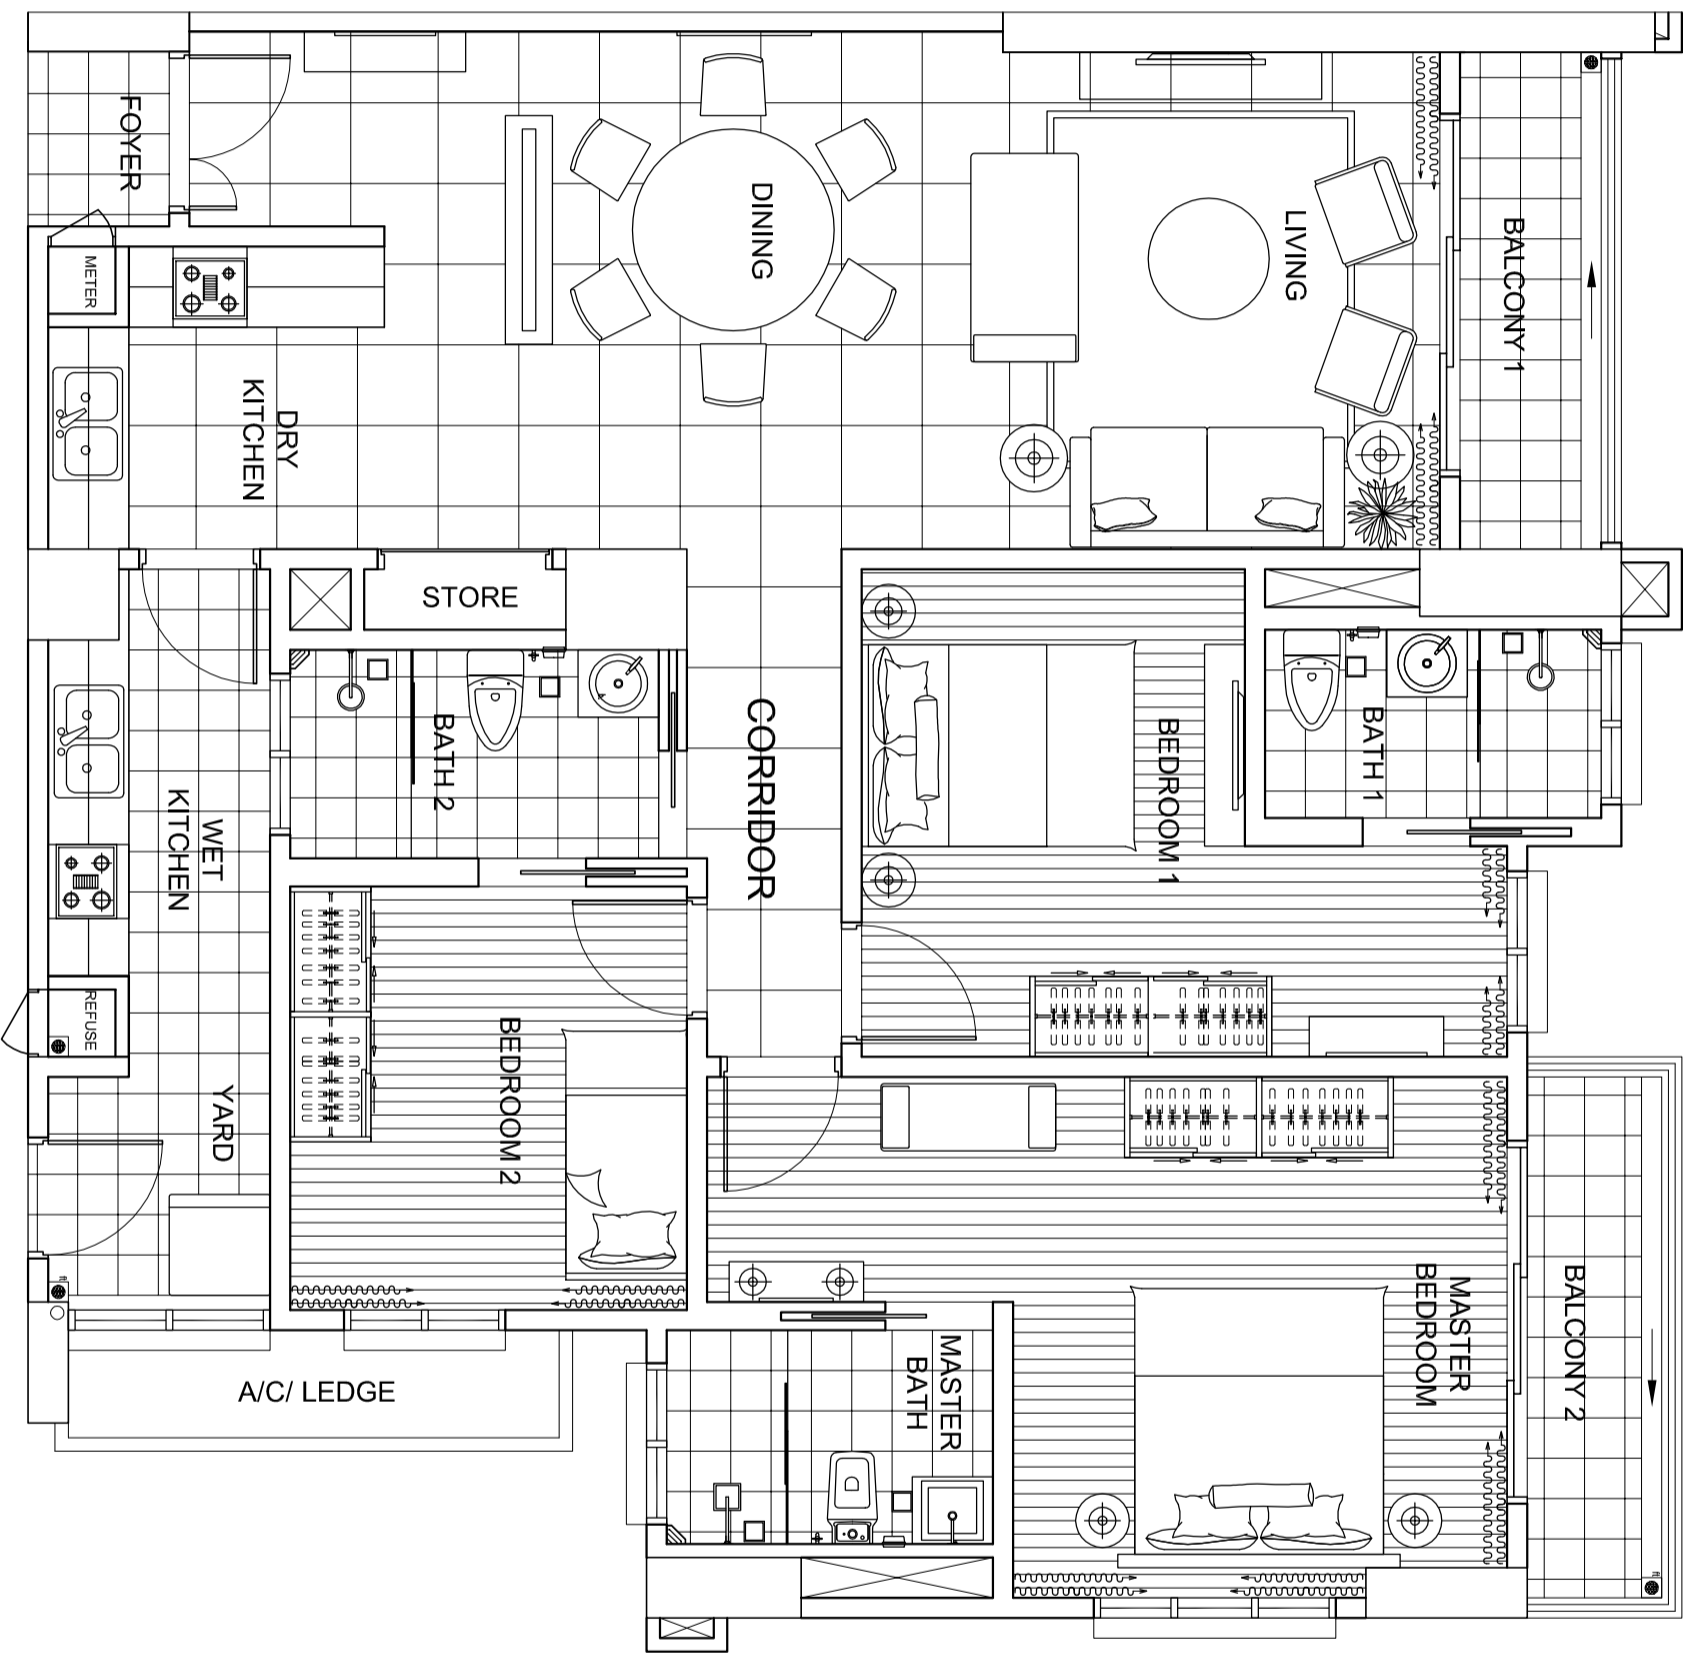 FOYER
METER
DRY
KITCHEN
DINING
LIVING
BALCONY 1
STORE
WET
KITCHEN
BATH 2
CORRIDOR
BEDROOM 1
BATH 1
REFUSE
YARD
BEDROOM 2
MASTER
BEDROOM
BALCONY 2
MASTER
BATH
A/C/ LEDGE